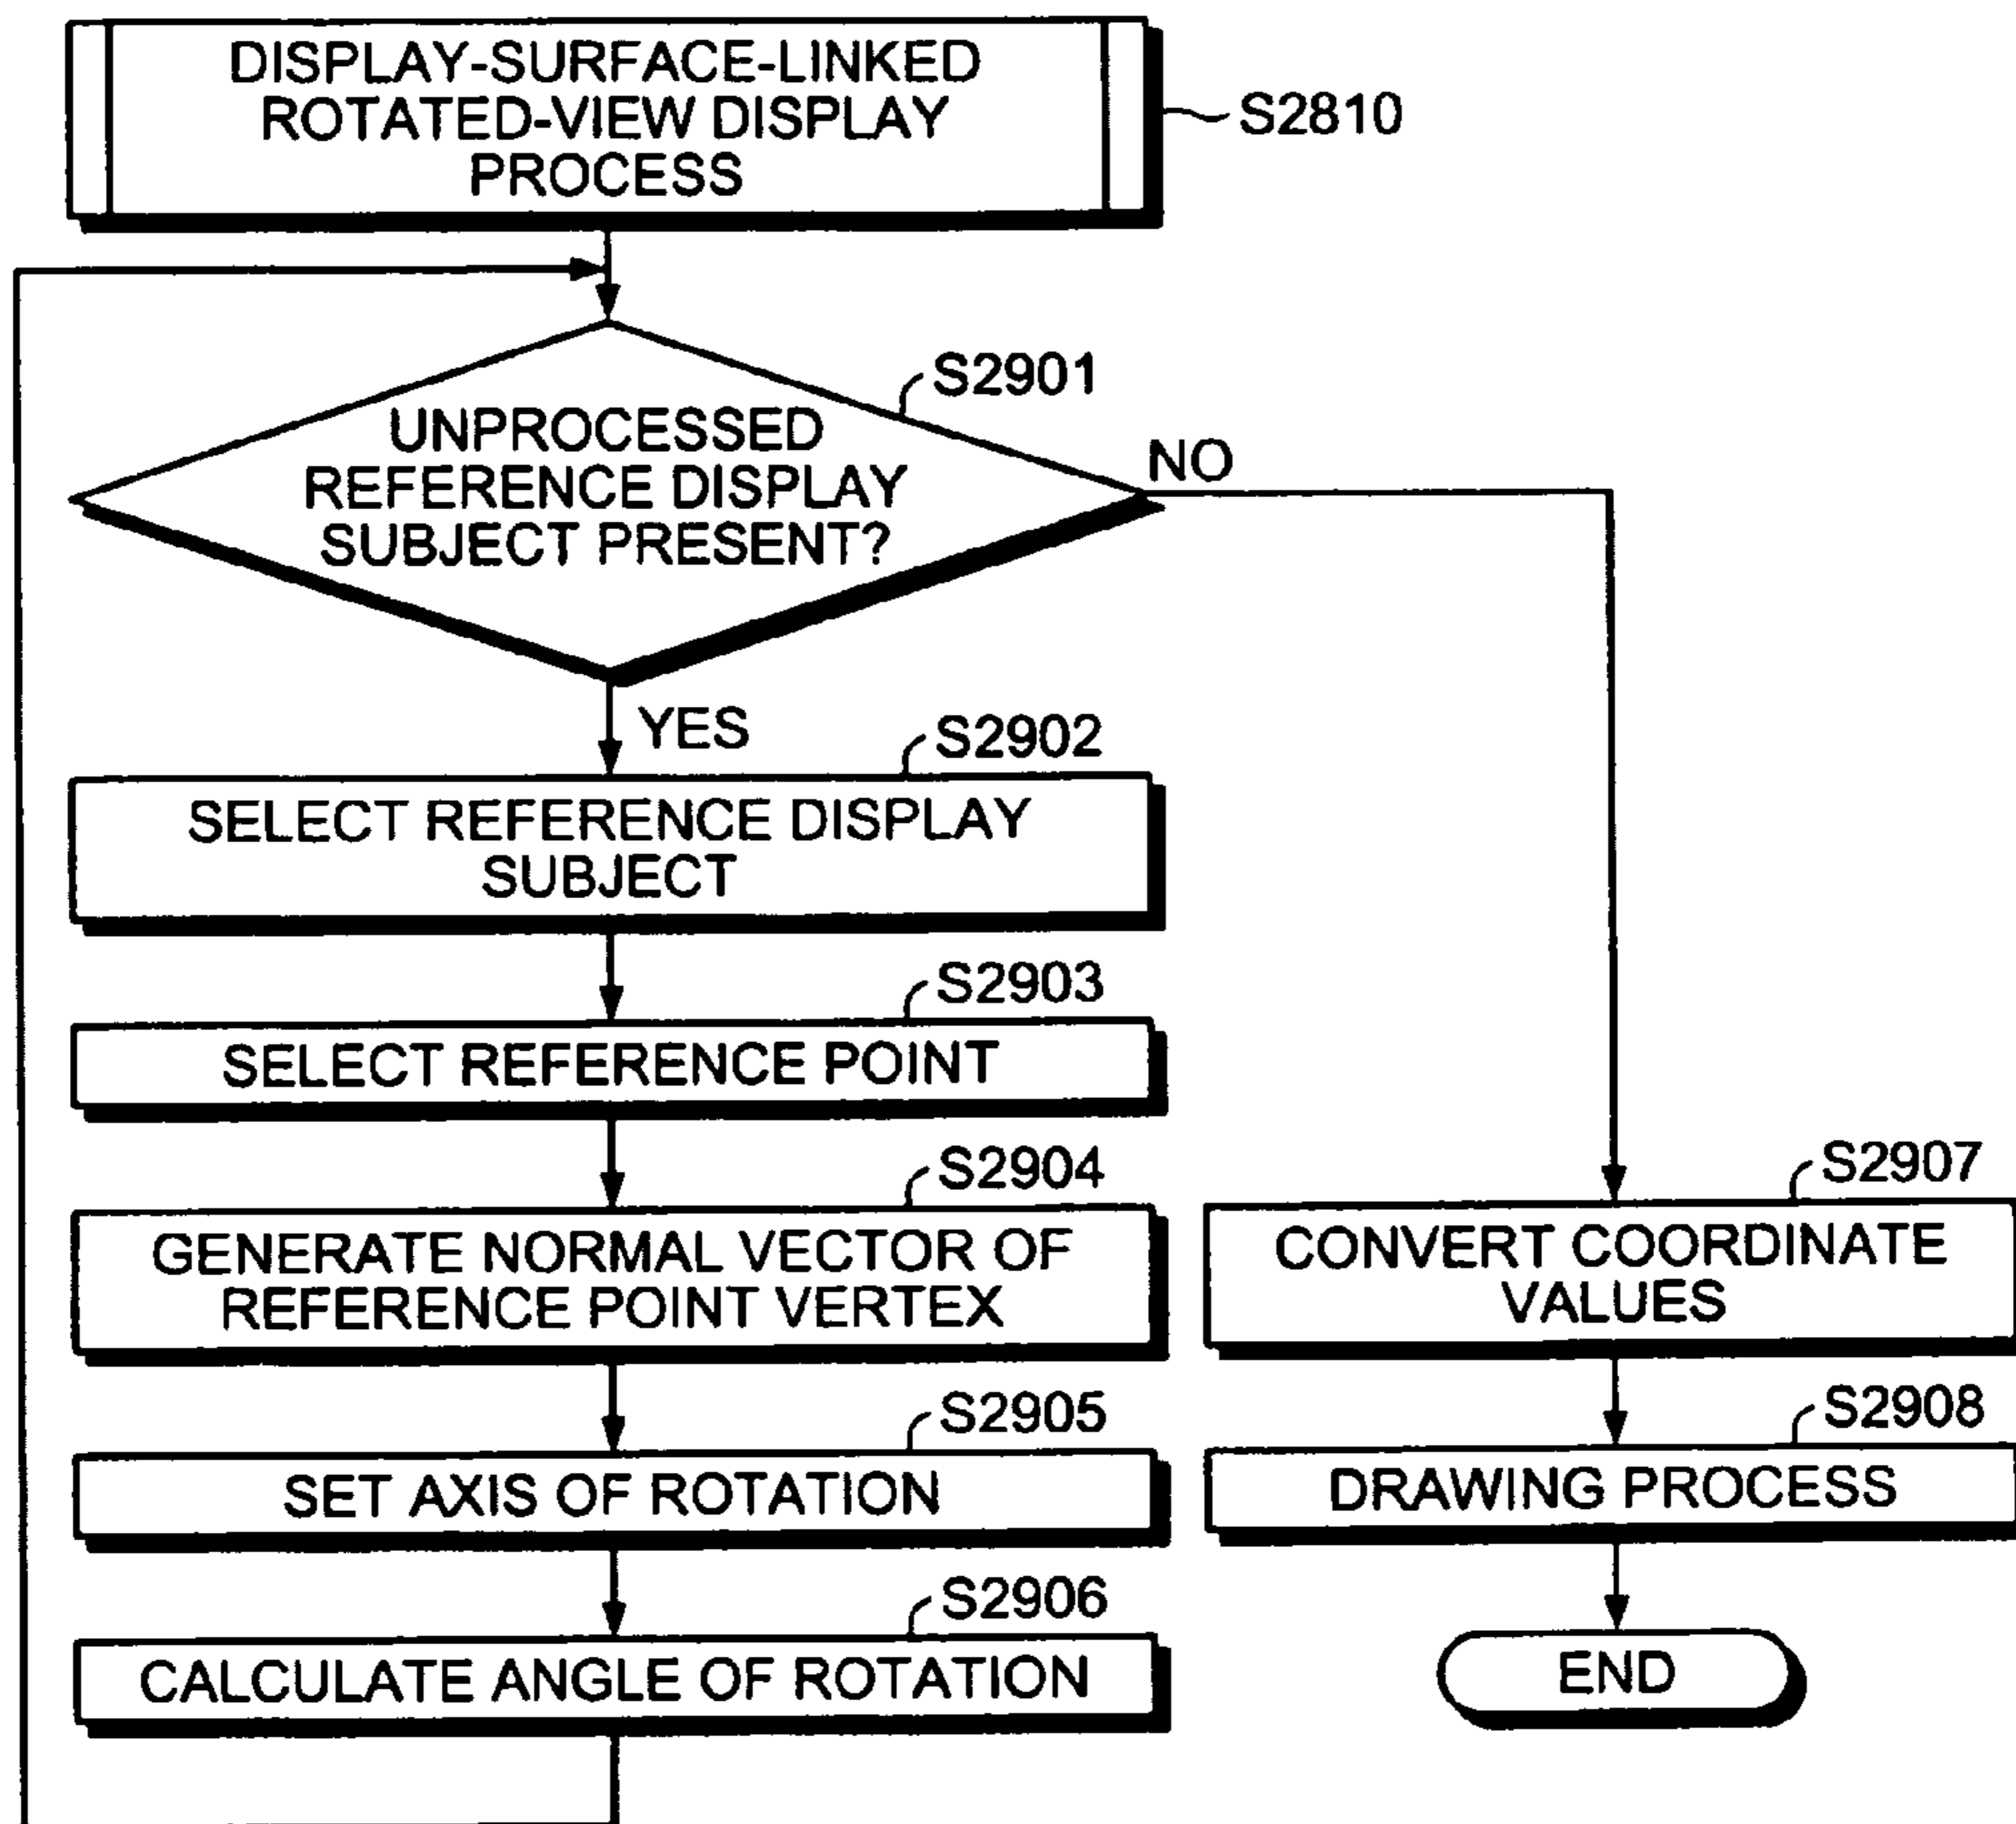 DISPLAY-SURFACE-LINKED
ROTATED-VIEW DISPLAY
PROCESS
S2810
S2901
UNPROCESSED
REFERENCE DISPLAY
SUBJECT PRESENT?
NO
YES
S2902
SELECT REFERENCE DISPLAY
SUBJECT
S2903
SELECT REFERENCE POINT
S2904
GENERATE NORMAL VECTOR OF
REFERENCE POINT VERTEX
S2905
SET AXIS OF ROTATION
S2906
CALCULATE ANGLE OF ROTATION
S2907
CONVERT COORDINATE
VALUES
S2908
DRAWING PROCESS
END